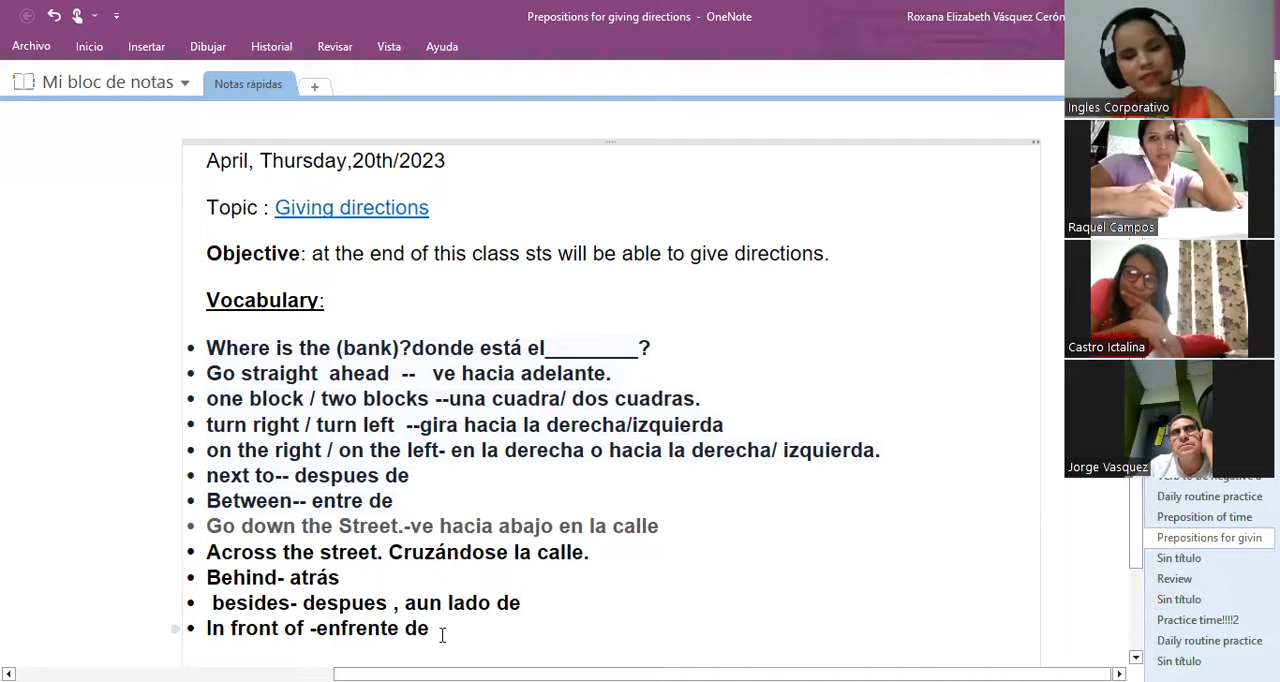 Prepositions for giving directions - OneNote
Roxana Elizabeth Vásquez Cerón
Archivo Inicio Insertar Dibujar Historial Revisar Vista Ayuda
Mi bloc de notas
Notas rápidas
+
April, Thursday,20th/2023
Topic : Giving directions
Objective: at the end of this class sts will be able to give directions.
Vocabulary:
• Where is the (bank)?donde está el________?
• Go straight ahead -- ve hacia adelante.
• one block / two blocks --una cuadra/ dos cuadras.
• turn right / turn left --gira hacia la derecha/izquierda
• on the right / on the left- en la derecha o hacia la derecha/ izquierda.
• next to-- despues de
• Between-- entre de
• Go down the Street.-ve hacia abajo en la calle
• Across the street. Cruzándose la calle.
• Behind- atrás
• besides- despues , aun lado de
• In front of -enfrente de
Ingles Corporativo
Raquel Campos
Castro Ictalina
Jorge Vasquez
Daily routine practice
Preposition of time
Prepositions for givin
Sin título
Review
Sin título
Practice time!!!!2
Daily routine practice
Sin título